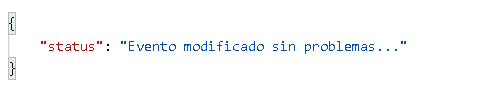 {
"status": "Evento modificado sin problemas..."
}